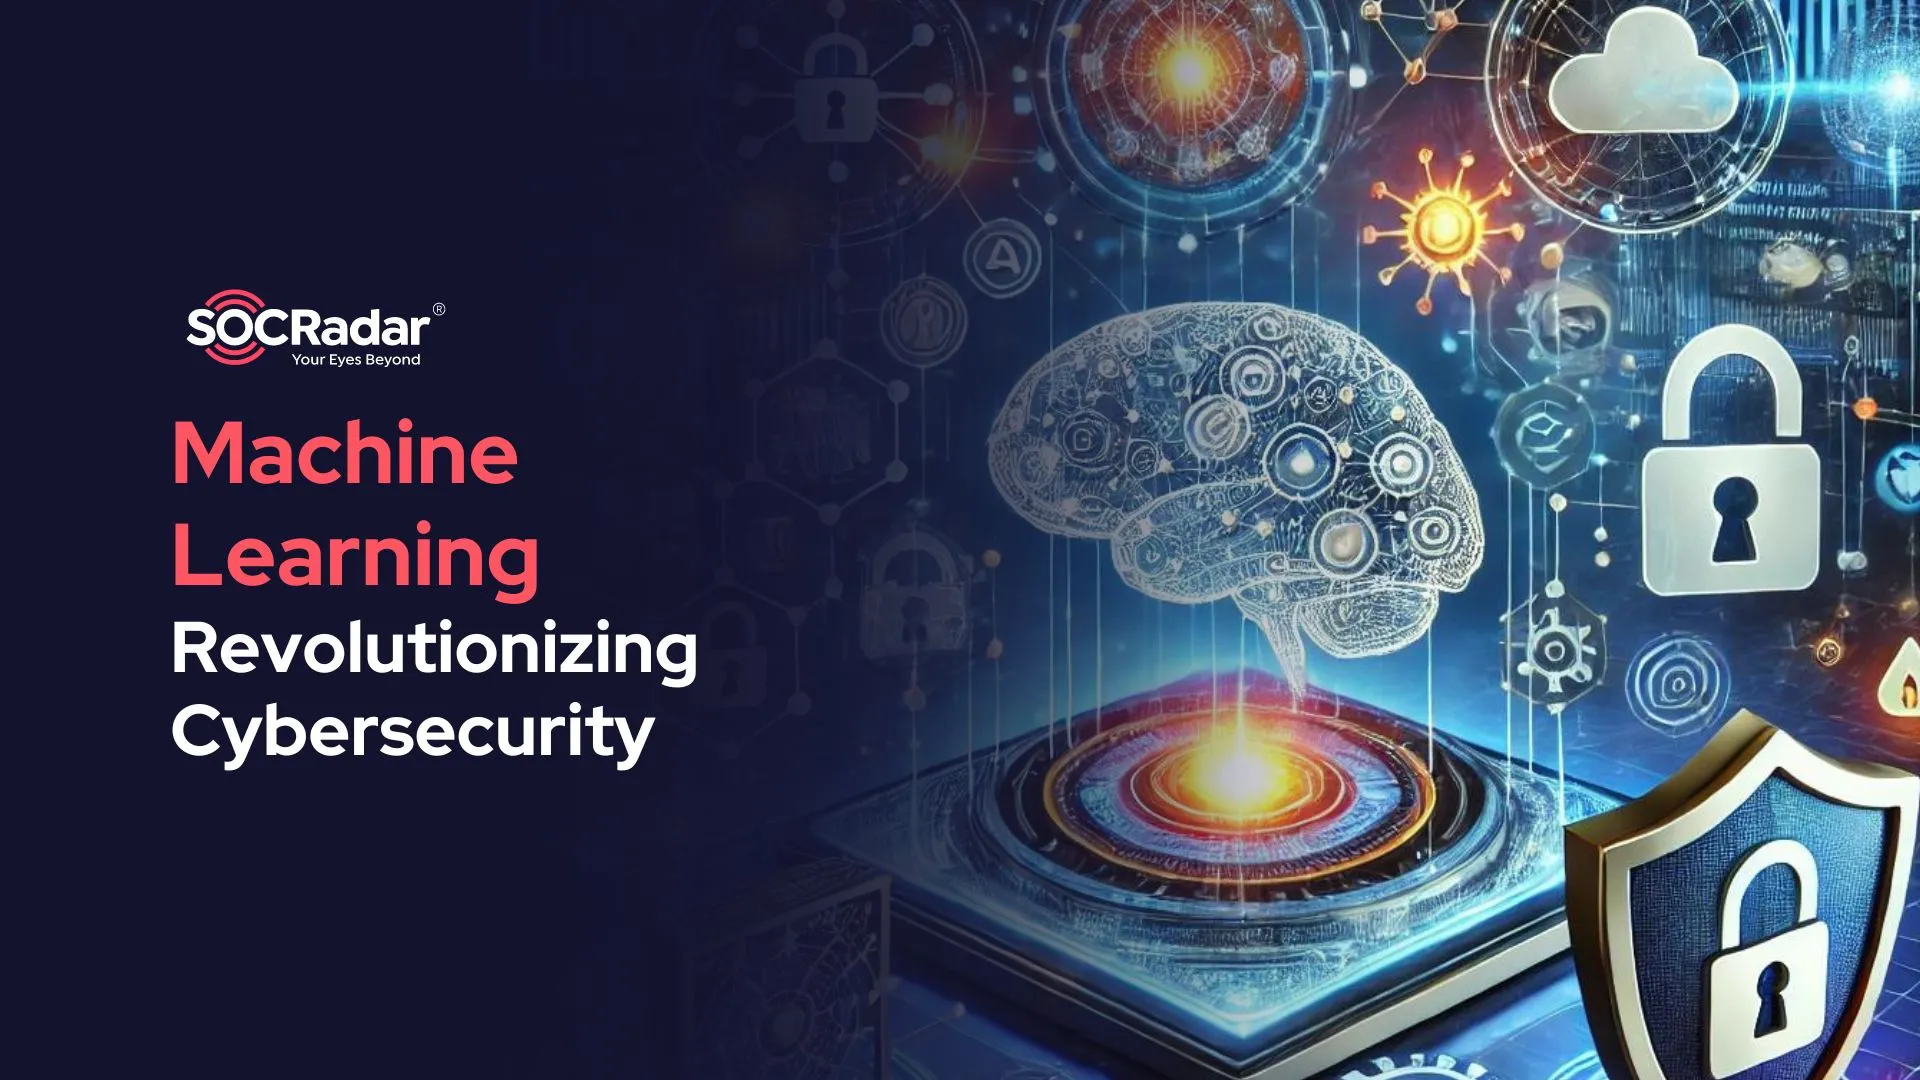 SOCRadar®
Your Eyes Beyond
Machine
Learning
Revolutionizing
Cybersecurity
A